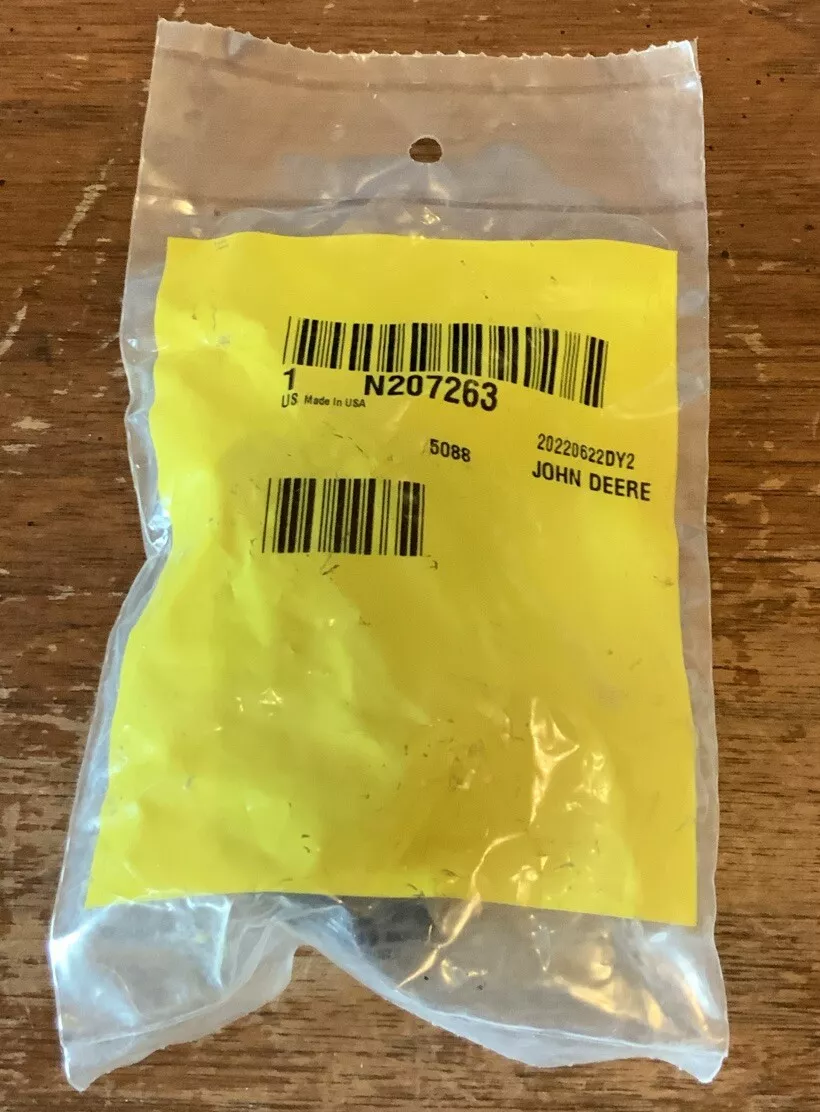 1 N207263
US Made In USA
5088 20220622DY2
JOHN DEERE